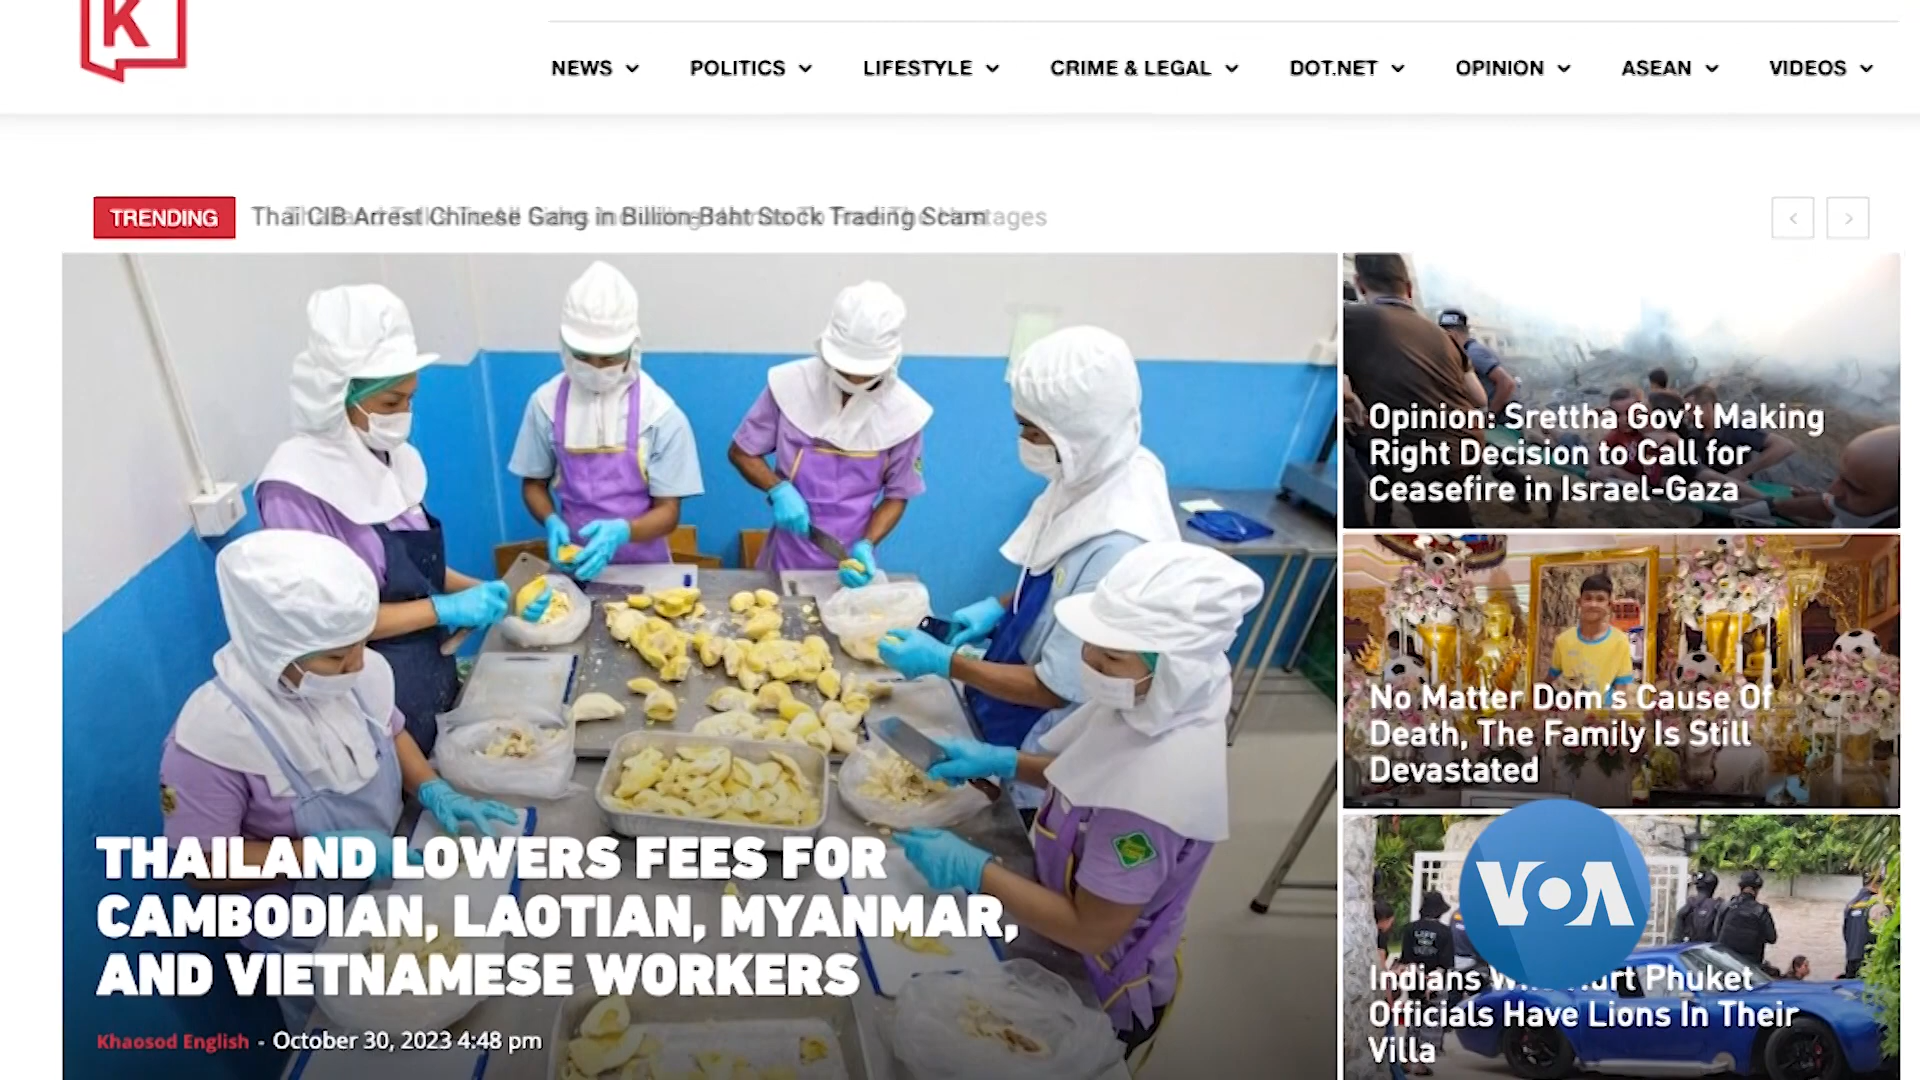 K
NEWS
POLITICS
LIFESTYLE
CRIME & LEGAL
DOT.NET
OPINION
ASEAN
VIDEOS
TRENDING
Thai CIB Arrest Chinese Gang in Billion-Baht Stock Trading Scam
THAILAND LOWERS FEES FOR
CAMBODIAN, LAOTIAN, MYANMAR,
AND VIETNAMESE WORKERS
Khaosod English - October 30, 2023 4:48 pm
Opinion: Srettha Gov’t Making
Right Decision to Call for
Ceasefire in Israel-Gaza
No Matter Dom’s Cause Of
Death, The Family Is Still
Devastated
VOA
Indians Phuket
Officials Have Lions In Their
Villa